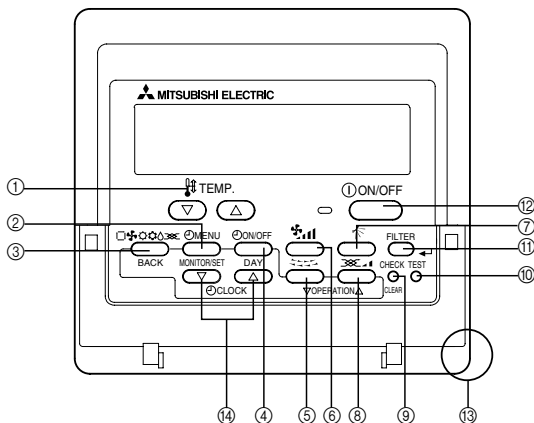 MITSUBISHI ELECTRIC
① TEMP. ON/OFF ⑫
② MENU ON/OFF ⑦
FILTER ⑪
③ BACK MONITOR/SET DAY CHECK TEST ⑩
CLOCK OPERATION CLEAR
⑭ ④ ⑤ ⑥ ⑧ ⑨ ⑬